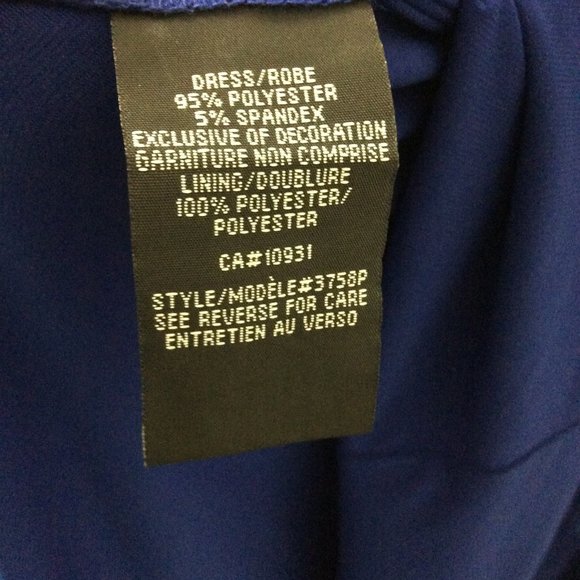 DRESS/ROBE
95% POLYESTER
5% SPANDEX
EXCLUSIVE OF DECORATION
GARNITURE NON COMPRISE
LINING/DOUBLURE
100% POLYESTER/
POLYESTER
CA#10931
STYLE/MODÈLE#3758P
SEE REVERSE FOR CARE
ENTRETIEN AU VERSO